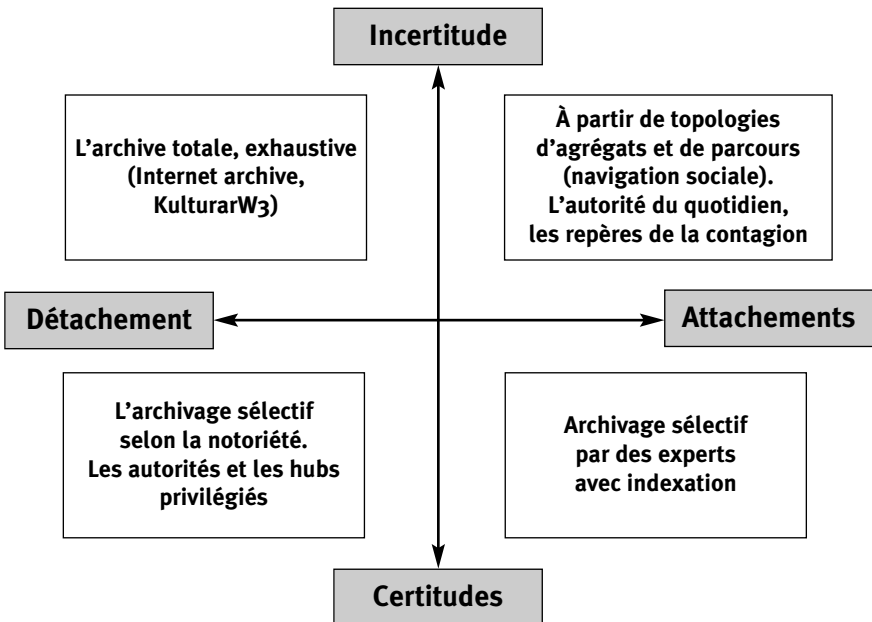 Incertitude
L'archive totale, exhaustive
(Internet archive,
KulturarW3)
À partir de topologies
d'agrégats et de parcours
(navigation sociale).
L'autorité du quotidien,
les repères de la contagion
Détachement
Attachements
L'archivage sélectif
selon la notoriété.
Les autorités et les hubs
privilégiés
Archivage sélectif
par des experts
avec indexation
Certitudes